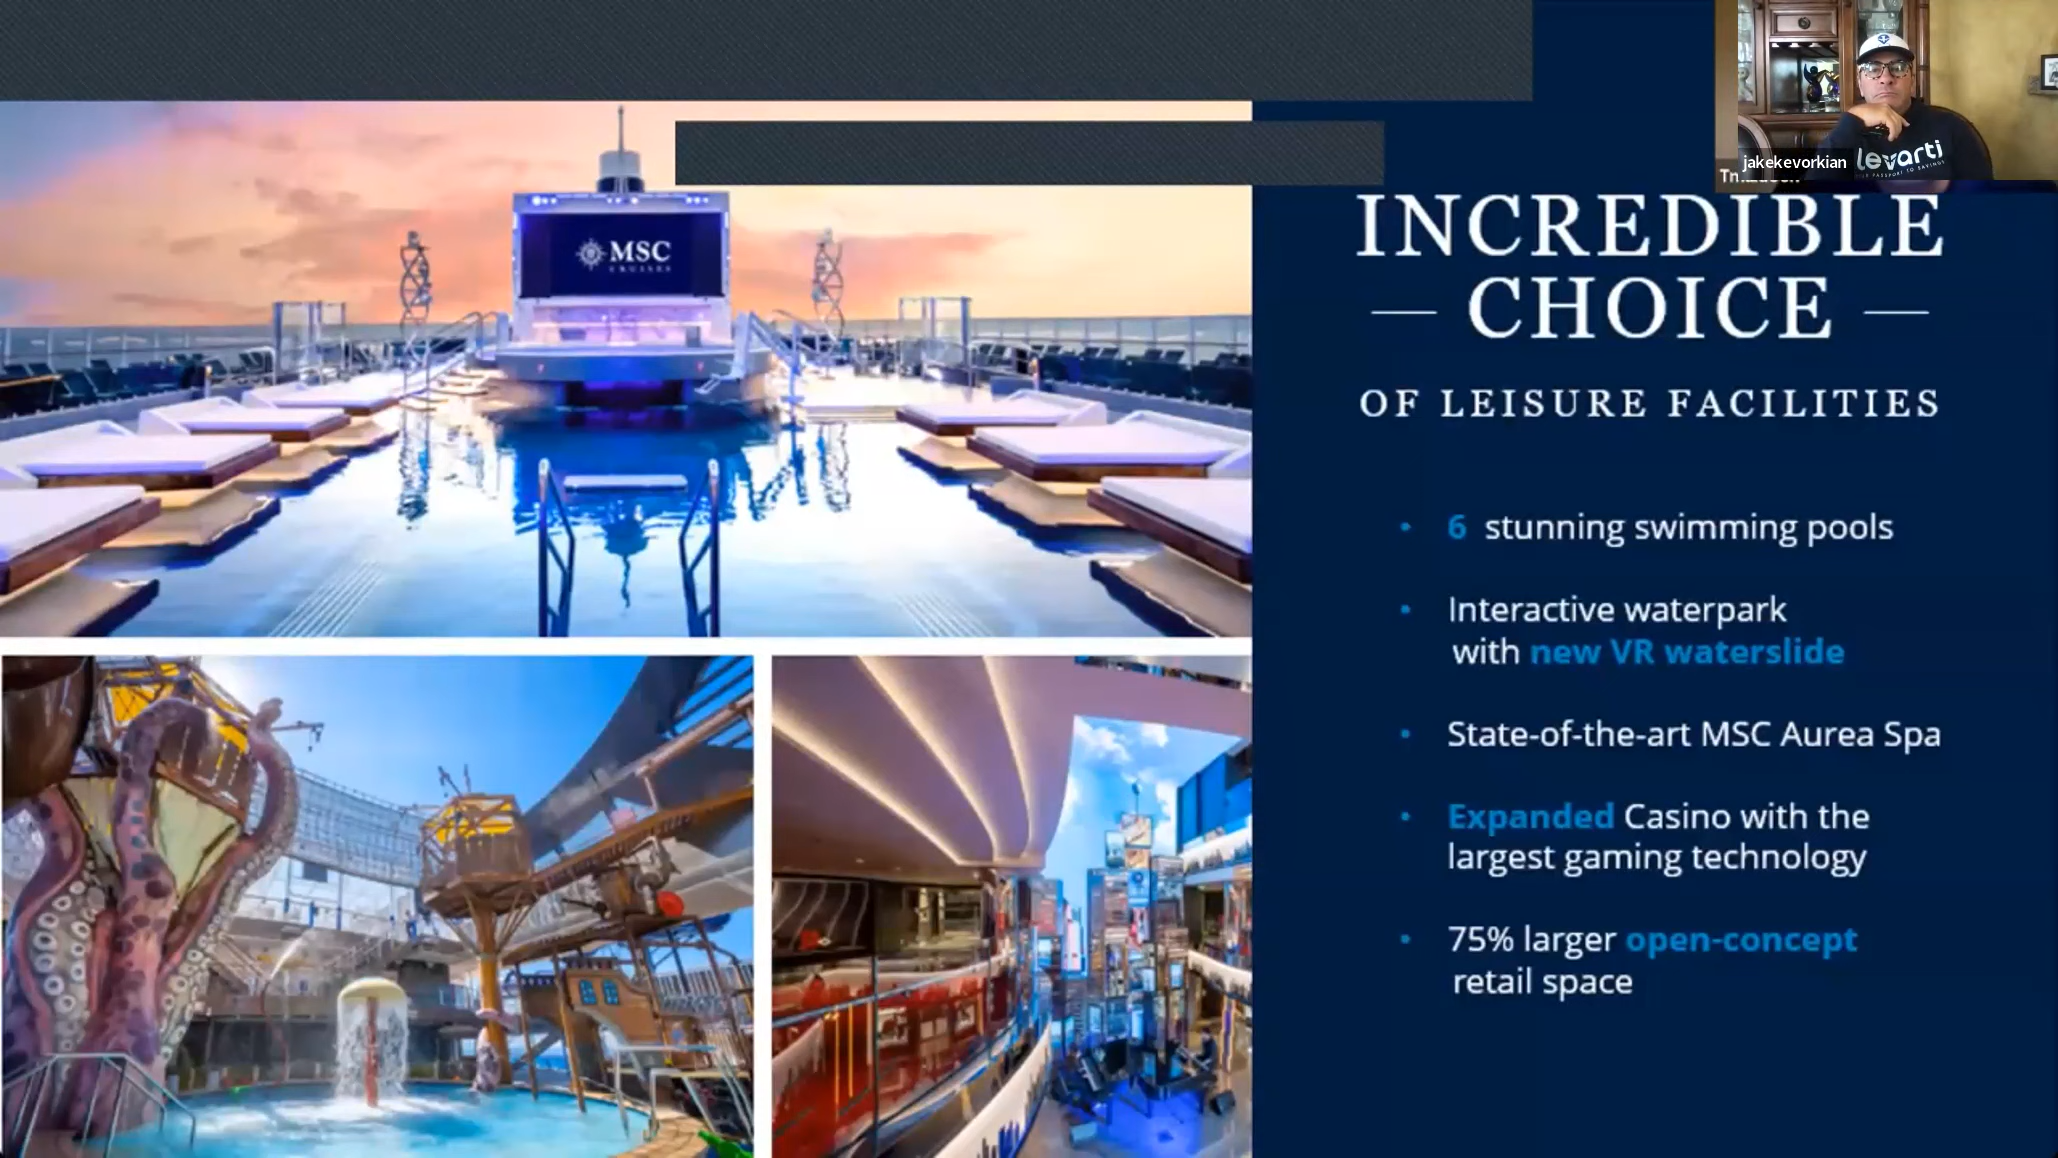 MSC
CRUISES
jakekevorkian
levarti
INCREDIBLE
CHOICE
OF LEISURE FACILITIES
• 6 stunning swimming pools
• Interactive waterpark
with new VR waterslide
• State-of-the-art MSC Aurea Spa
• Expanded Casino with the
largest gaming technology
• 75% larger open-concept
retail space